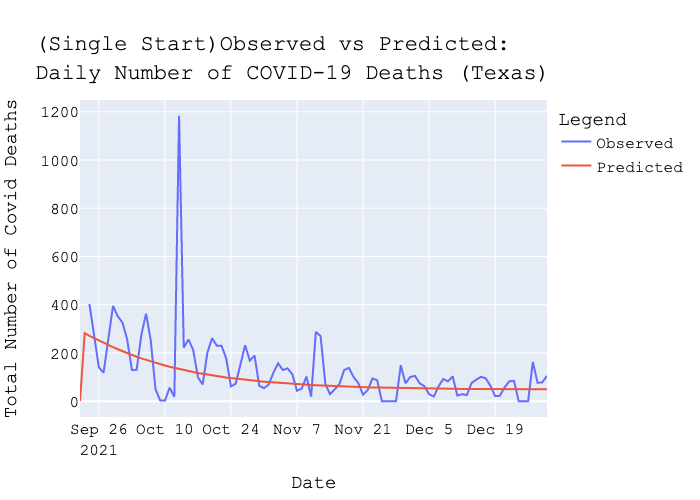 (Single Start)Observed vs Predicted:
Daily Number of COVID-19 Deaths (Texas)
Total Number of Covid Deaths
1200
1000
800
600
400
200
0
Legend
Observed
Predicted
Sep 26 Oct 10 Oct 24 Nov 7 Nov 21 Dec 5 Dec 19
2021
Date